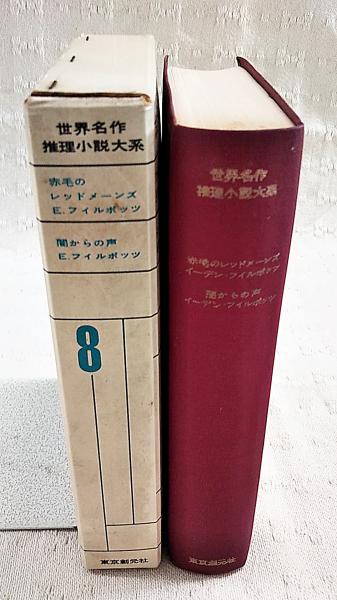 世界名作
推理小説大系
赤毛の
レッドメーンズ
E.フィルポッツ
闇からの声
E.フィルポッツ
8
東京創元社
世界名作
推理小説大系
赤毛のレッドメーンズ
イーデン・フィルポッツ
闇からの声
イーデン・フィルポッツ
東京創元社